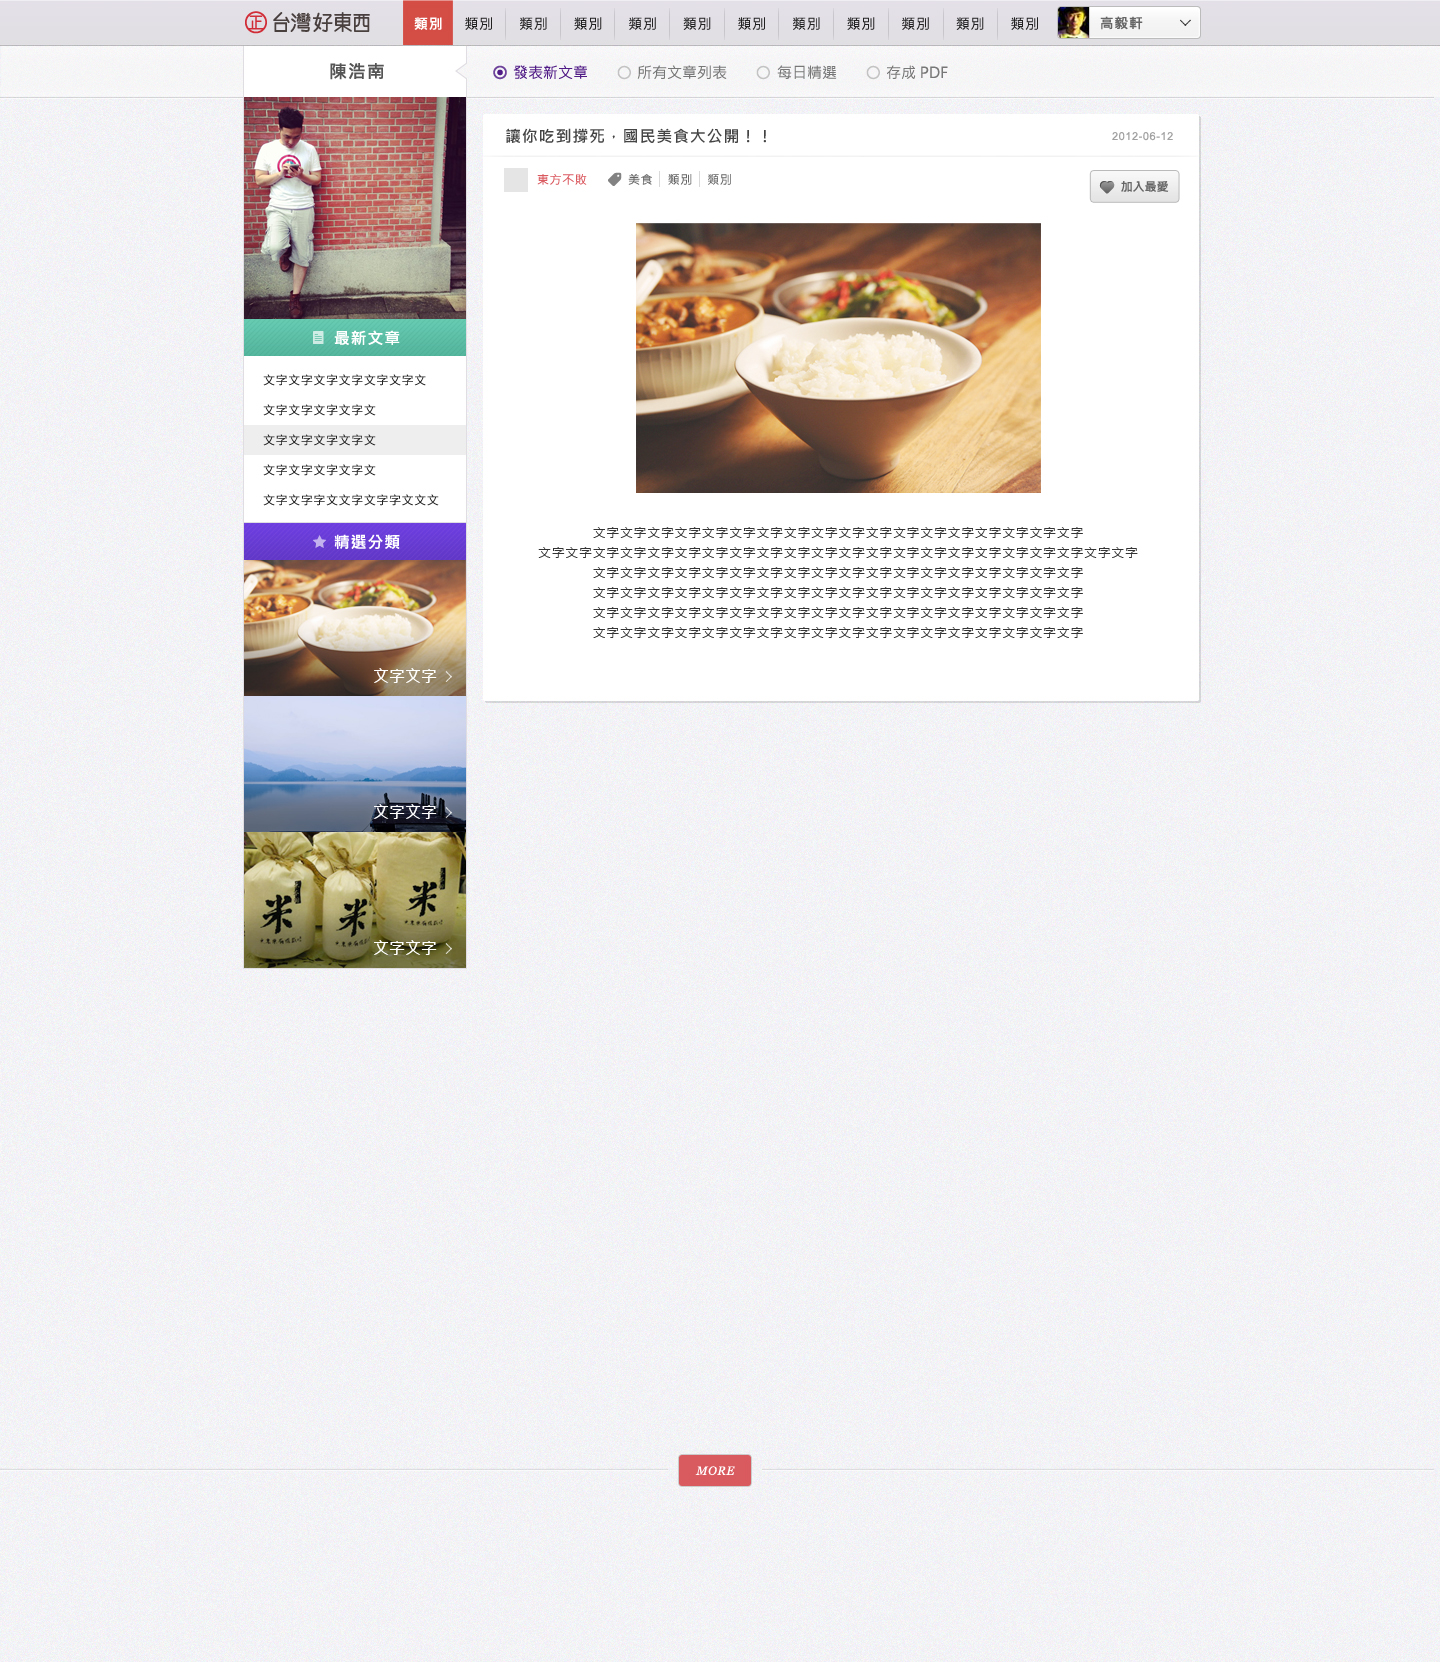 正 台灣好東西 類別 類別 類別 類別 類別 類別 類別 類別 類別 類別 類別 類別 高毅軒
陳浩南
發表新文章 所有文章列表 每日精選 存成 PDF
讓你吃到撐死，國民美食大公開！！ 2012-06-12
東方不敗 美食 類別 類別 加入最愛
最新文章
文字文字文字文字文字文字文
文字文字文字文字文
文字文字文字文字文
文字文字文字文字文
文字文字字文文字文字字文文文
精選分類
文字文字
文字文字
米 米 米
文字文字
文字文字文字文字文字文字文字文字文字文字文字文字文字文字文字文字文字文字
文字文字文字文字文字文字文字文字文字文字文字文字文字文字文字文字文字文字文字文字文字文字
文字文字文字文字文字文字文字文字文字文字文字文字文字文字文字文字文字文字
文字文字文字文字文字文字文字文字文字文字文字文字文字文字文字文字文字文字
文字文字文字文字文字文字文字文字文字文字文字文字文字文字文字文字文字文字
文字文字文字文字文字文字文字文字文字文字文字文字文字文字文字文字文字文字
MORE